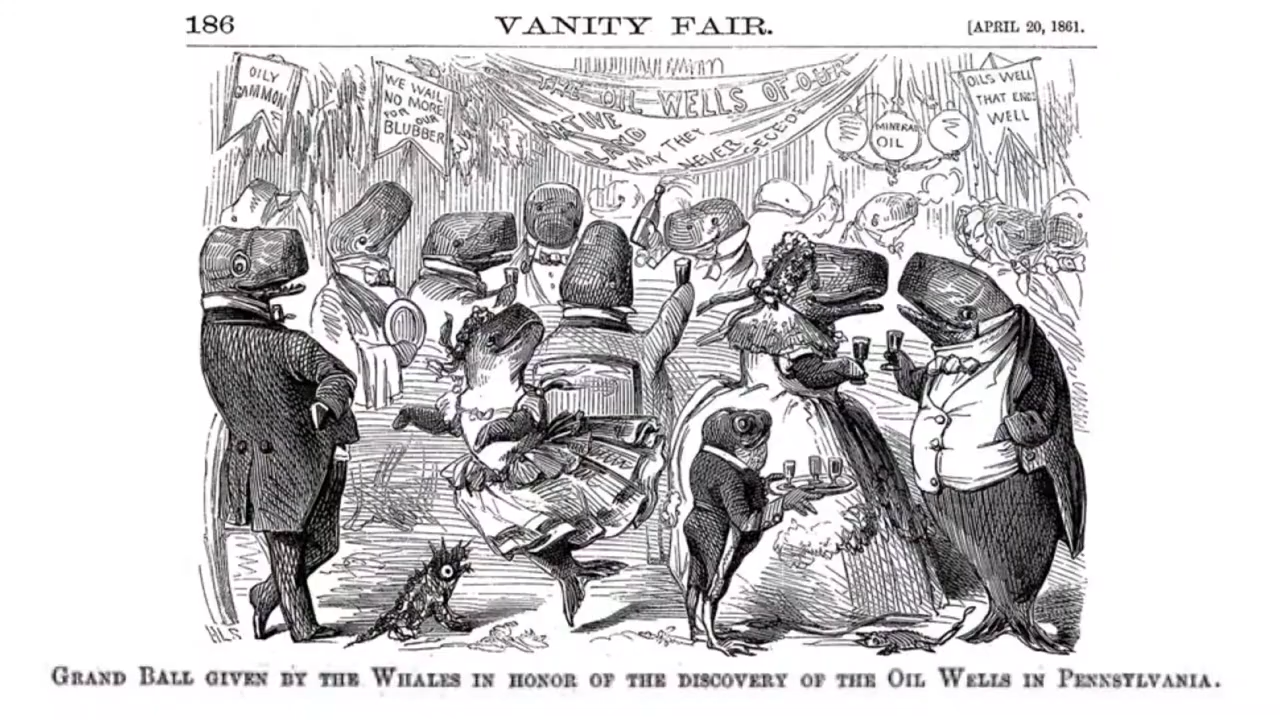 186
VANITY FAIR.
[APRIL 20, 1861.
OILY
GAMMON
WE WAIL
NO MORE
FOR OUR
BLUBBER
THE OIL WELLS OF OUR
NATIVE
LAND
MAY THEY
NEVER
SECEDE
MINERAL
OIL
OILS WELL
THAT ENDS
WELL
HLS
GRAND BALL GIVEN BY THE WHALES IN HONOR OF THE DISCOVERY OF THE OIL WELLS IN PENNSYLVANIA.